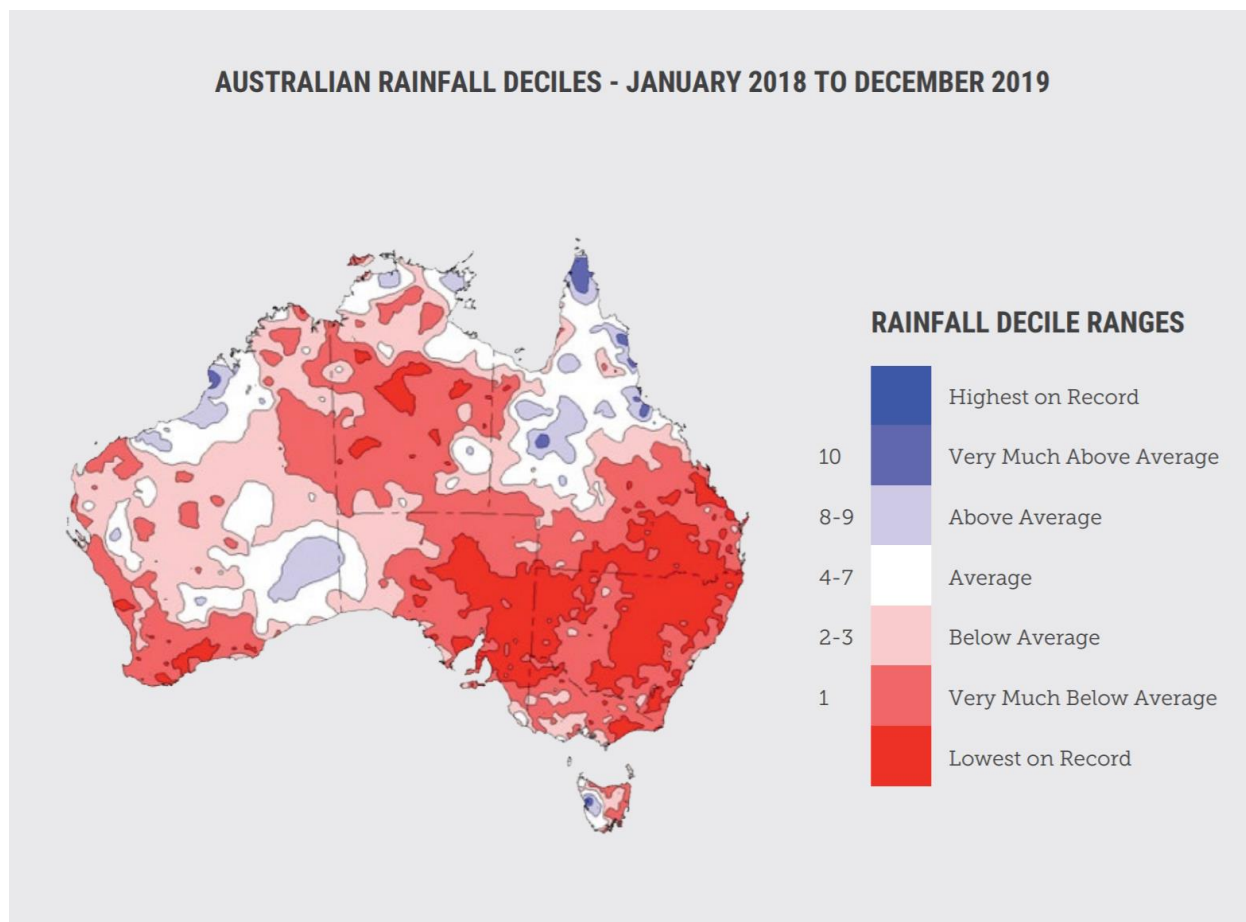 AUSTRALIAN RAINFALL DECILES - JANUARY 2018 TO DECEMBER 2019
RAINFALL DECILE RANGES
Highest on Record
10 Very Much Above Average
8-9 Above Average
4-7 Average
2-3 Below Average
1 Very Much Below Average
Lowest on Record